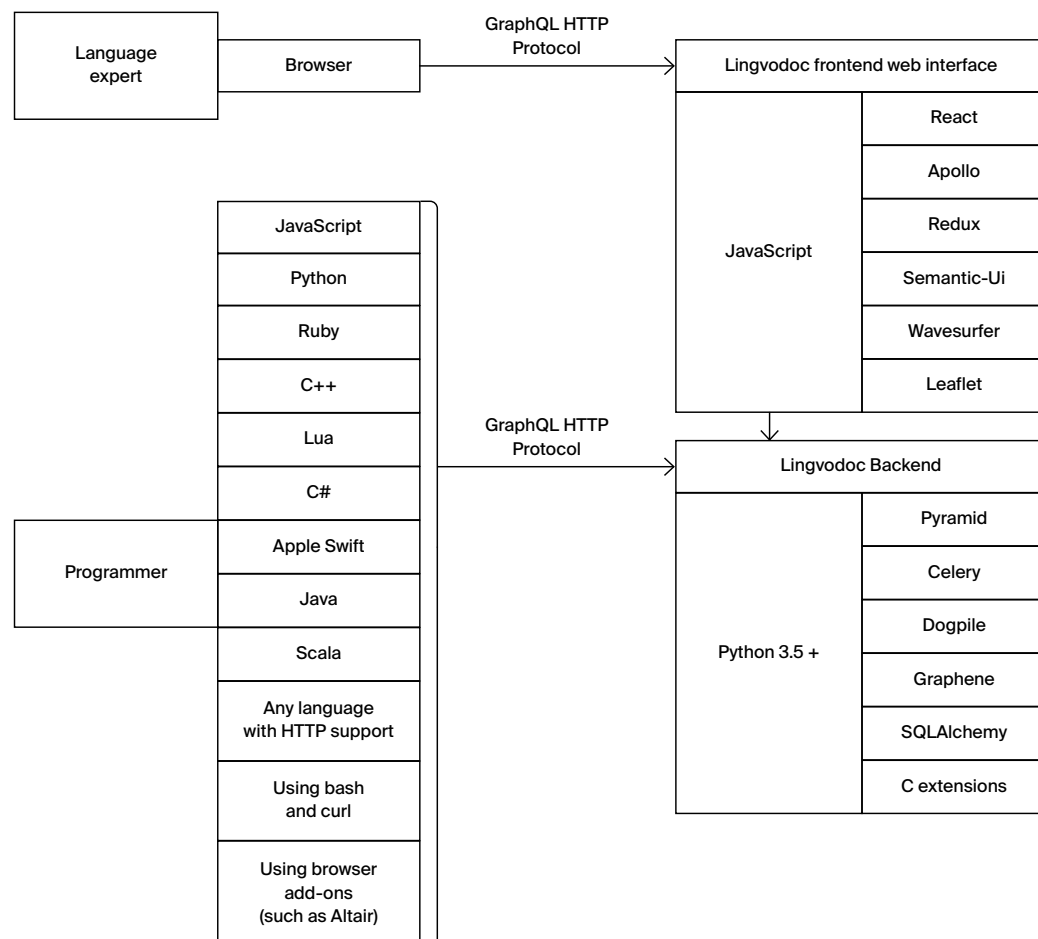 Language
expert
Browser
GraphQL HTTP
Protocol
Lingvodoc frontend web interface
JavaScript
React
Apollo
Redux
Semantic-Ui
Wavesurfer
Leaflet
Programmer
JavaScript
Python
Ruby
C++
Lua
C#
Apple Swift
Java
Scala
Any language
with HTTP support
Using bash
and curl
Using browser
add-ons
(such as Altair)
GraphQL HTTP
Protocol
Lingvodoc Backend
Python 3.5 +
Pyramid
Celery
Dogpile
Graphene
SQLAlchemy
C extensions